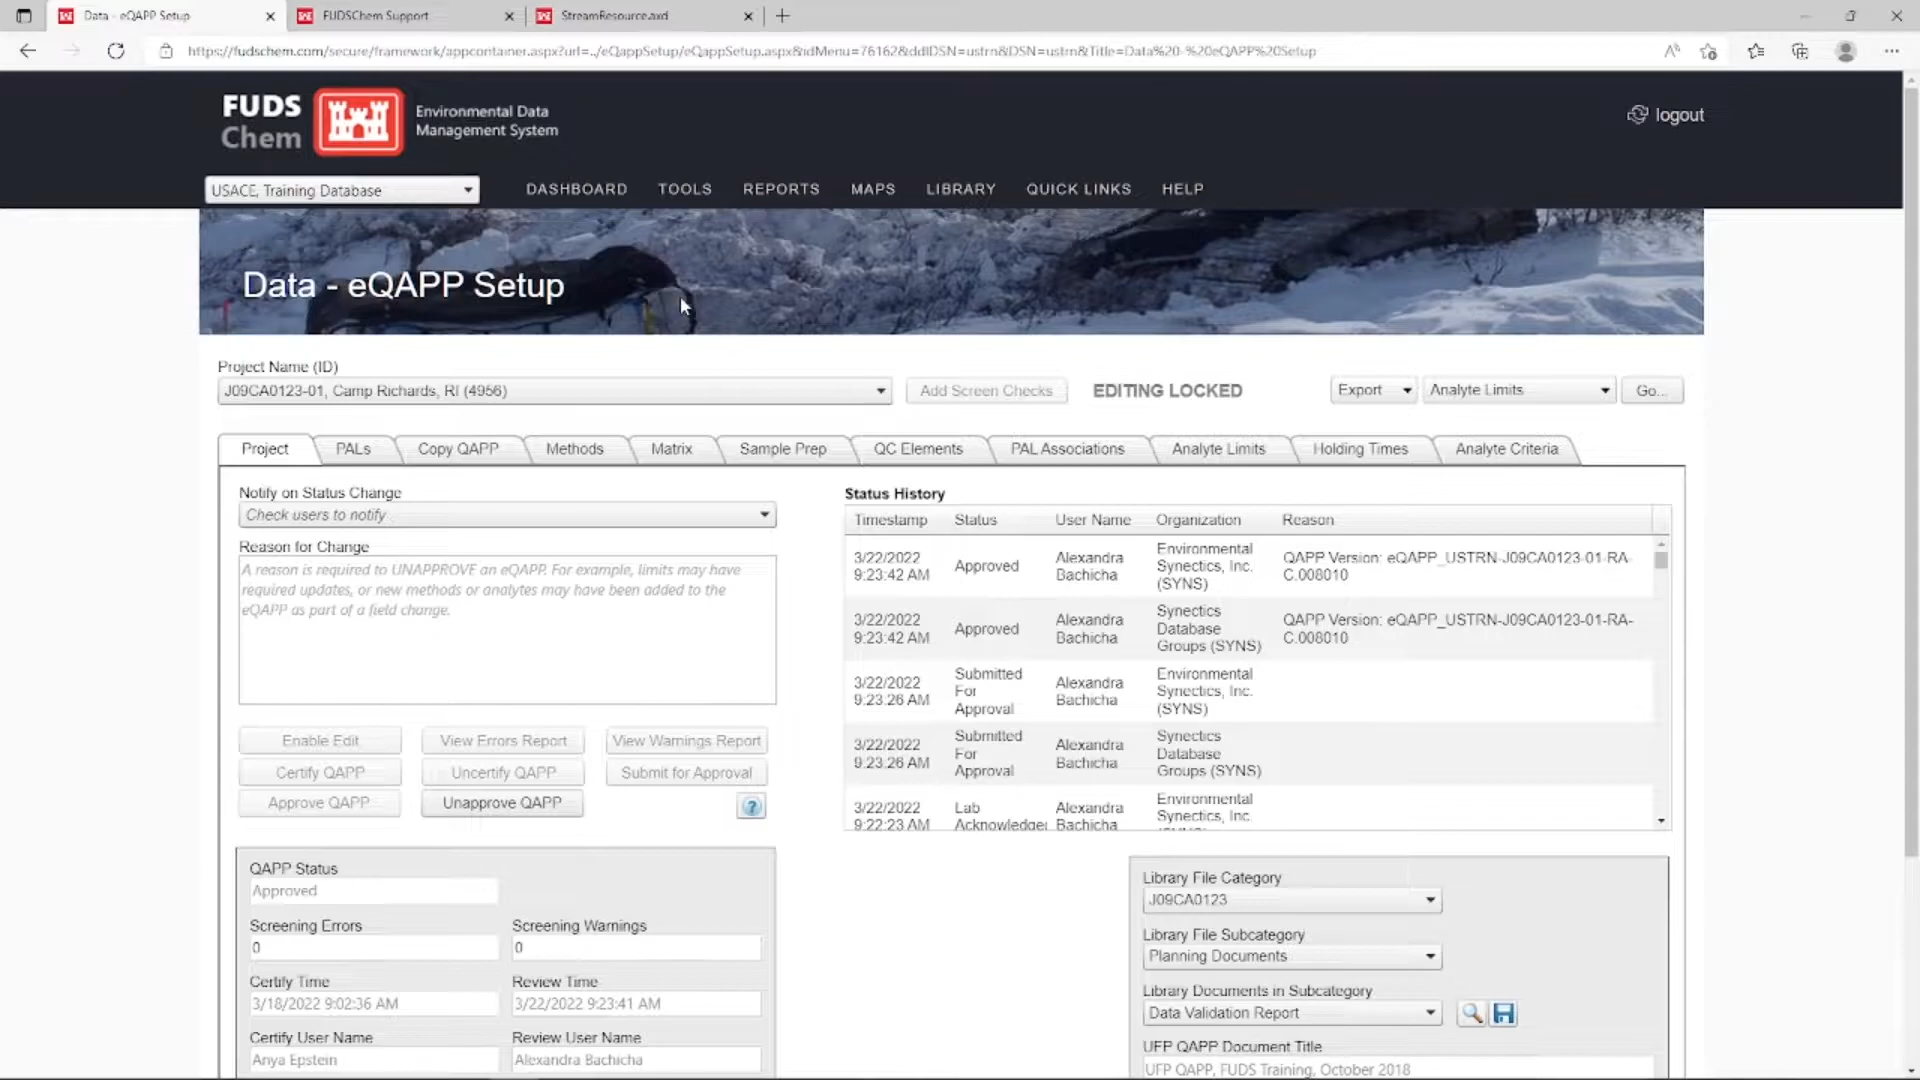 Data - eQAPP Setup
FUDSChem Support
StreamResource.axd
https://fudschem.com/secure/framework/appcontainer.aspx?url=../eQappSetup/eQappSetup.aspx&idMenu=76162&ddlDSN=ustrn&DSN=ustrn&Title=Data%20-%20eQAPP%20Setup
FUDS
Chem
Environmental Data
Management System
logout
USACE, Training Database
DASHBOARD
TOOLS
REPORTS
MAPS
LIBRARY
QUICK LINKS
HELP
Data - eQAPP Setup
Project Name (ID)
J09CA0123-01, Camp Richards, RI (4956)
Add Screen Checks
EDITING LOCKED
Export
Analyte Limits
Go...
Project
PALs
Copy QAPP
Methods
Matrix
Sample Prep
QC Elements
PAL Associations
Analyte Limits
Holding Times
Analyte Criteria
Notify on Status Change
Check users to notify
Reason for Change
A reason is required to UNAPPROVE an eQAPP. For example, limits may have
required updates, or new methods or analytes may have been added to the
eQAPP as part of a field change.
Enable Edit
View Errors Report
View Warnings Report
Certify QAPP
Uncertify QAPP
Submit for Approval
Approve QAPP
Unapprove QAPP
?
Status History
Timestamp Status User Name Organization Reason
3/22/2022
9:23:42 AM
Approved
Alexandra
Bachicha
Environmental
Synectics, Inc.
(SYNS)
QAPP Version: eQAPP_USTRN-J09CA0123-01-RA-
C.008010
3/22/2022
9:23:42 AM
Approved
Alexandra
Bachicha
Synectics
Database
Groups (SYNS)
QAPP Version: eQAPP_USTRN-J09CA0123-01-RA-
C.008010
3/22/2022
9:23:26 AM
Submitted
For
Approval
Alexandra
Bachicha
Environmental
Synectics, Inc.
(SYNS)
3/22/2022
9:23:26 AM
Submitted
For
Approval
Alexandra
Bachicha
Synectics
Database
Groups (SYNS)
3/22/2022
9:22:23 AM
Lab
Acknowledge
Alexandra
Bachicha
Environmental
Synectics, Inc.
QAPP Status
Approved
Screening Errors
0
Screening Warnings
0
Certify Time
3/18/2022 9:02:36 AM
Review Time
3/22/2022 9:23:41 AM
Certify User Name
Anya Epstein
Review User Name
Alexandra Bachicha
Library File Category
J09CA0123
Library File Subcategory
Planning Documents
Library Documents in Subcategory
Data Validation Report
UFP QAPP Document Title
UFP QAPP, FUDS Training, October 2018